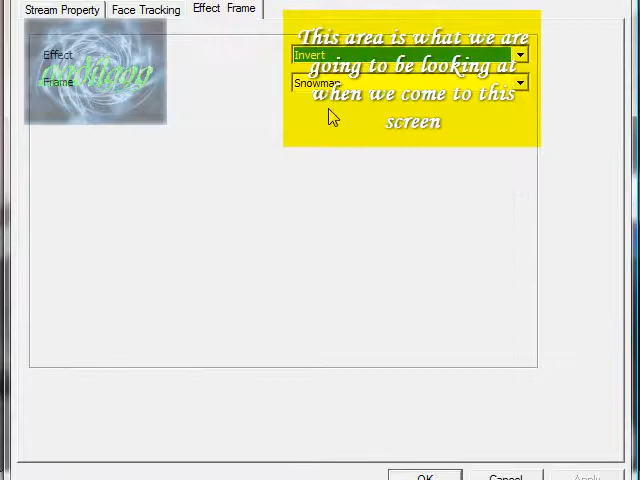 Stream Property
Face Tracking
Effect Frame
This area is what we are
going to be looking at
when we come to this
screen
Effect
Invert
Frame
Snowman
OK
Cancel
Apply